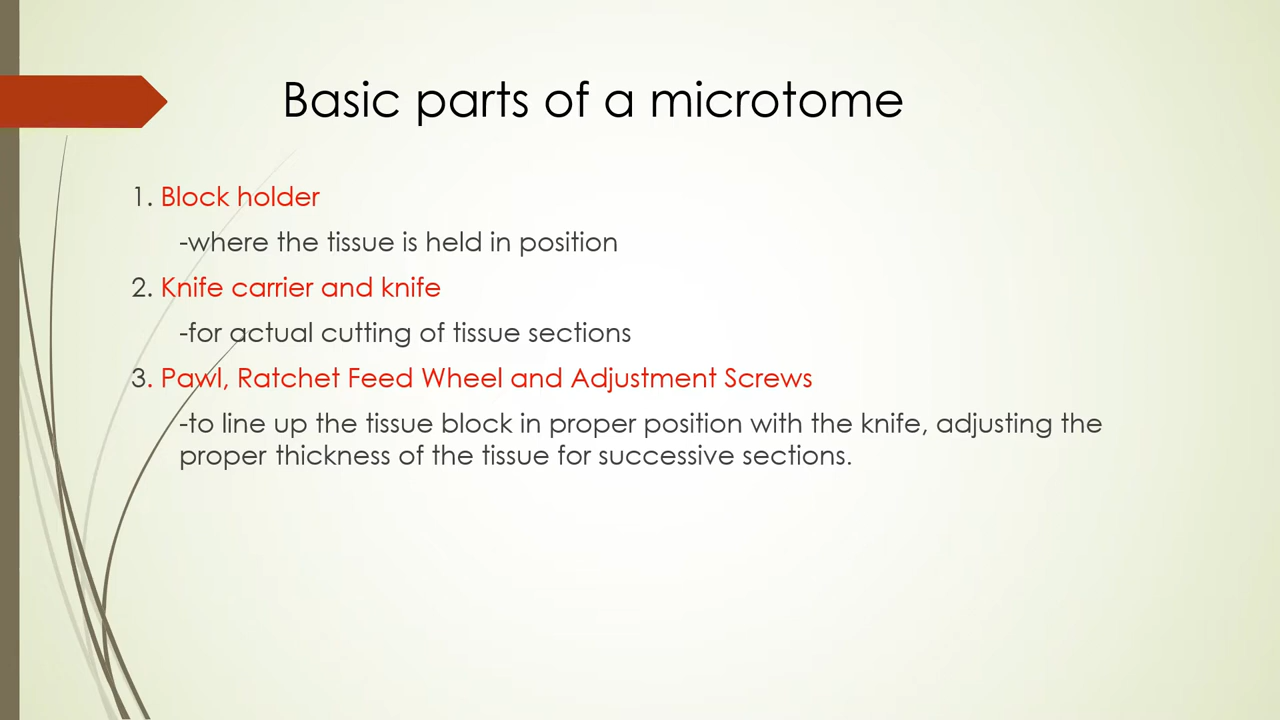 Basic parts of a microtome
1. Block holder
-where the tissue is held in position
2. Knife carrier and knife
-for actual cutting of tissue sections
3. Pawl, Ratchet Feed Wheel and Adjustment Screws
-to line up the tissue block in proper position with the knife, adjusting the
proper thickness of the tissue for successive sections.